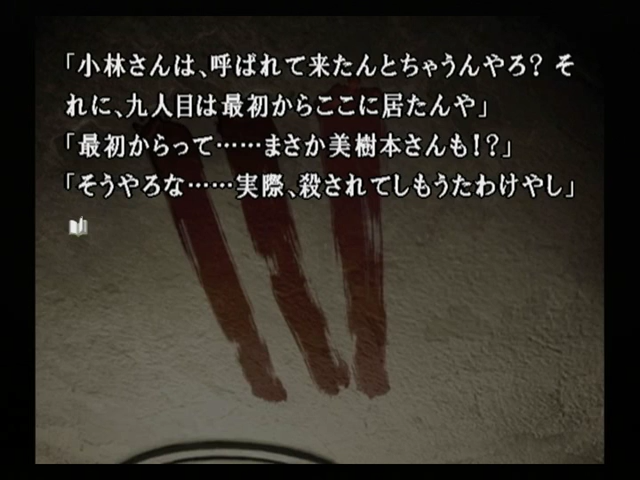 「小林さんは、呼ばれて来たんとちゃうんやろ？ そ
れに、九人目は最初からここに居たんや」
「最初からって……まさか美樹本さんも！？」
「そうやろな……実際、殺されてしもうたわけやし」